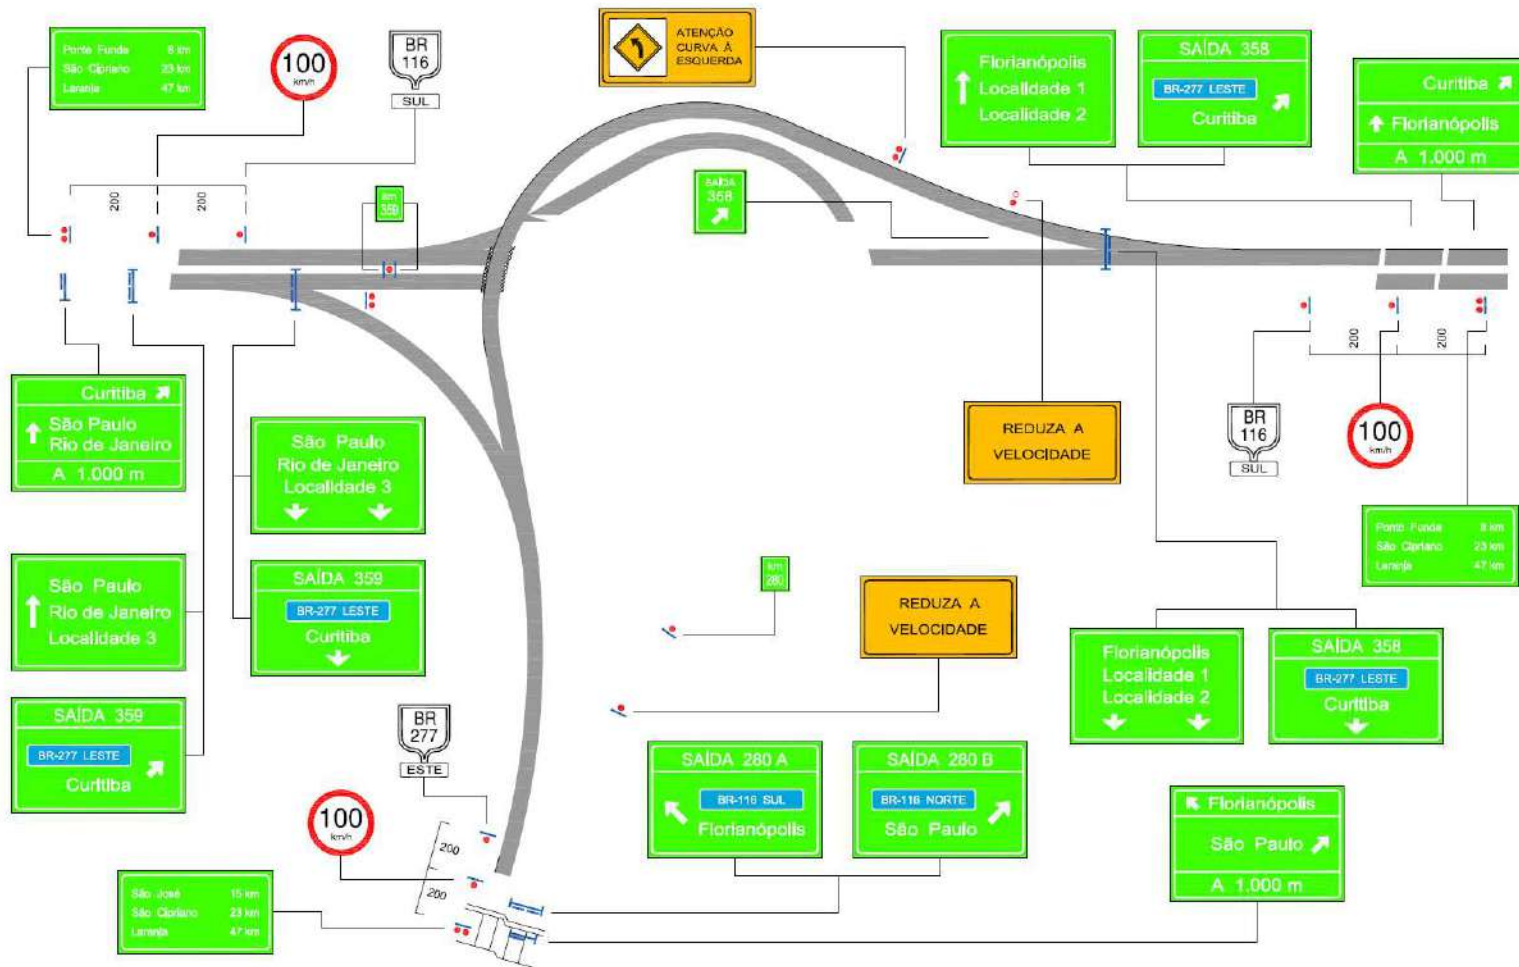 Ponte Funda 8 km
São Cipriano 23 km
Laranja 47 km
100
km/h
BR
116
SUL
200
200
km
359
ATENÇÃO
CURVA À
ESQUERDA
SAÍDA
358
Florianópolis
Localidade 1
Localidade 2
SAÍDA 358
BR-277 LESTE
Curitiba
Curitiba
Florianópolis
A 1.000 m
Curitiba
São Paulo
Rio de Janeiro
A 1.000 m
São Paulo
Rio de Janeiro
Localidade 3
São Paulo
Rio de Janeiro
Localidade 3
SAÍDA 359
BR-277 LESTE
Curitiba
SAÍDA 359
BR-277 LESTE
Curitiba
REDUZA A
VELOCIDADE
200
200
BR
116
SUL
100
km/h
Ponte Funda 8 km
São Cipriano 23 km
Laranja 47 km
km
280
REDUZA A
VELOCIDADE
Florianópolis
Localidade 1
Localidade 2
SAÍDA 358
BR-277 LESTE
Curitiba
BR
277
ESTE
100
km/h
200
200
SAÍDA 280 A
BR-116 SUL
Florianópolis
SAÍDA 280 B
BR-116 NORTE
São Paulo
Florianópolis
São Paulo
A 1.000 m
São José 15 km
São Cipriano 23 km
Laranja 47 km